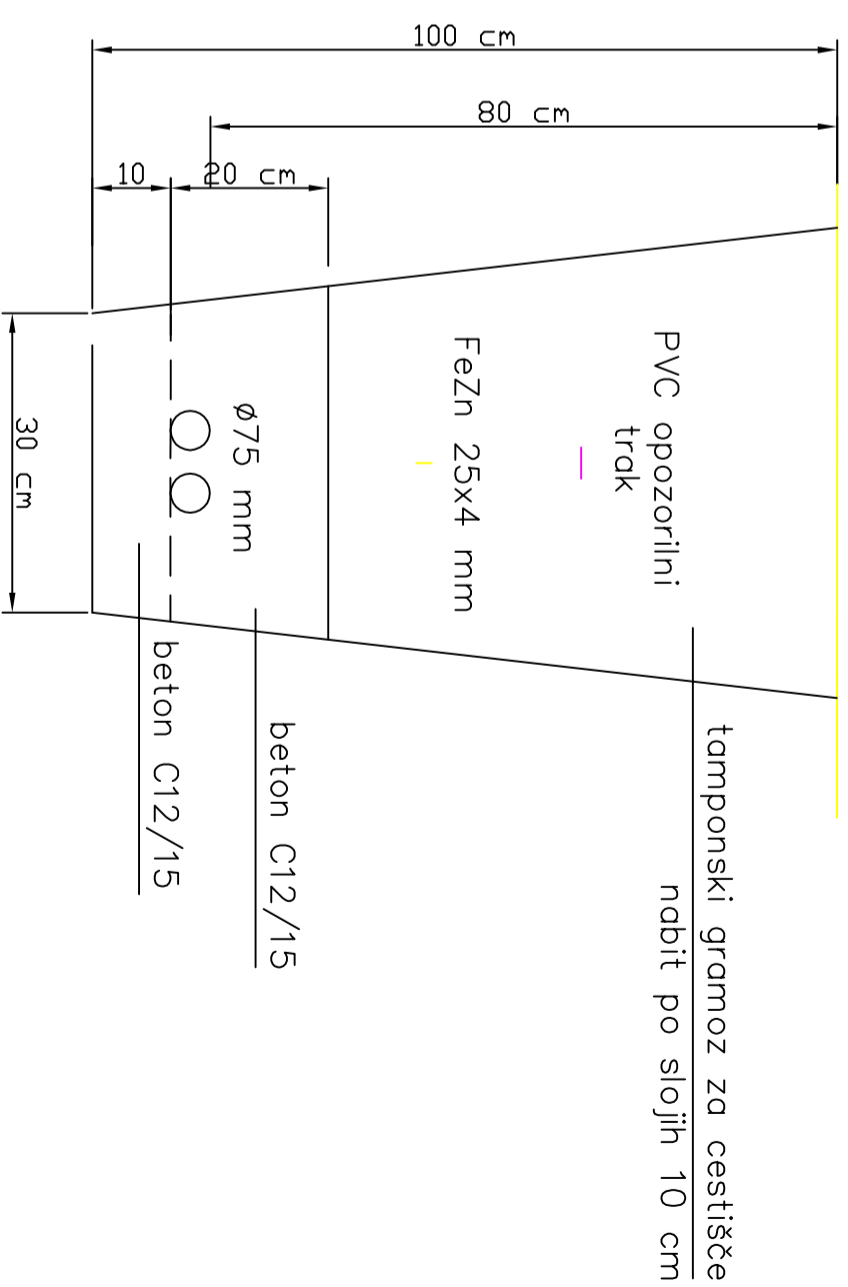 100 cm
80 cm
10
20 cm
30 cm
PVC opozorilni
trak
FeZn 25x4 mm
ø75 mm
tamponski gramoz za cestišče
nabit po slojih 10 cm
beton C12/15
beton C12/15